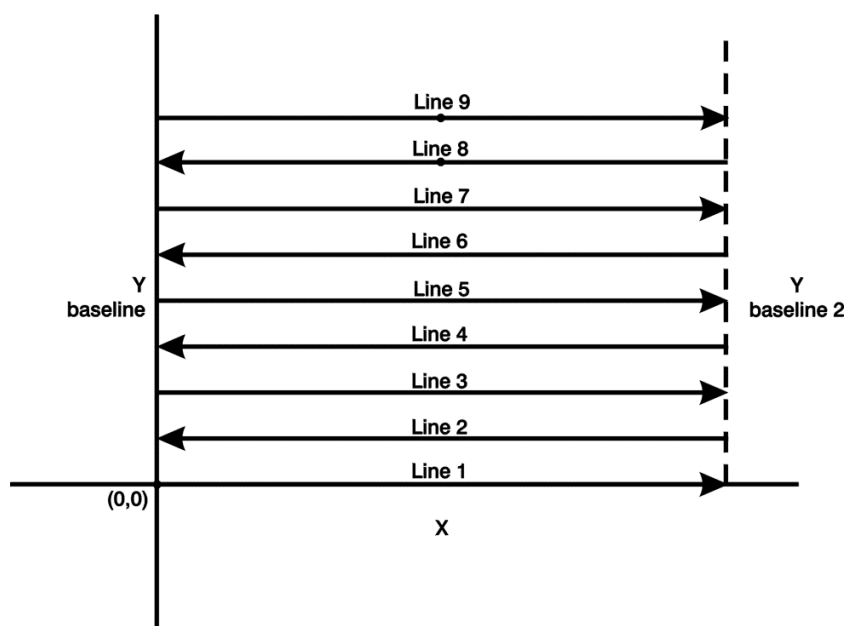 Line 9
Line 8
Line 7
Line 6
Y
baseline
Line 5
Y
baseline 2
Line 4
Line 3
Line 2
Line 1
(0,0)
X